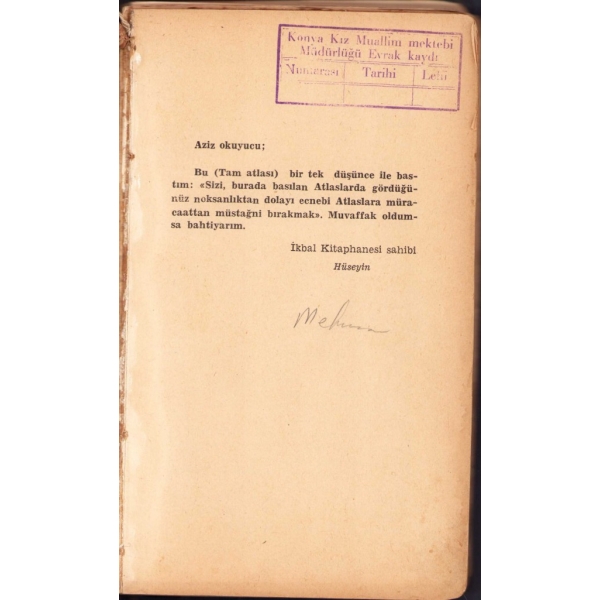 Konya Kız Muallim mektebi
Müdürlüğü Evrak kaydı
Numarası Tarihi
Aziz okuyucu;
Bu (Tam atlası) bir tek düşünce ile bas-
tım: «Sizi, burada basılan Atlaslarda gördüğü-
nüz noksanlıktan dolayı ecnebi Atlaslara müra-
caattan müstağni bırakmak». Muvaffak oldum-
sa bahtiyarım.
İkbal Kitaphanesi sahibi
Hüseyin